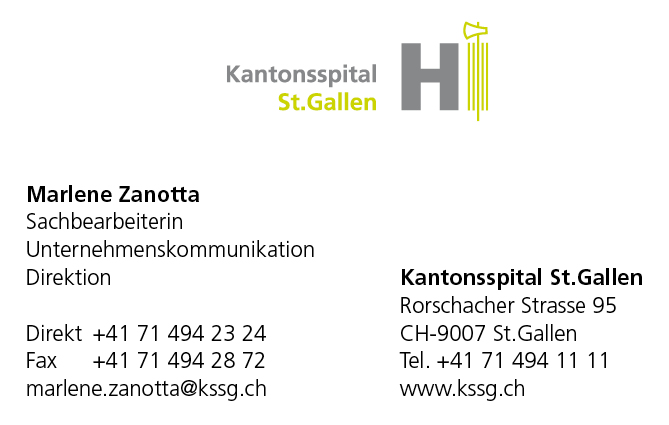 Kantonsspital
St.Gallen
H
Marlene Zanotta
Sachbearbeiterin
Unternehmenskommunikation
Direktion
Direkt +41 71 494 23 24
Fax +41 71 494 28 72
marlene.zanotta@kssg.ch
Kantonsspital St.Gallen
Rorschacher Strasse 95
CH-9007 St.Gallen
Tel. +41 71 494 11 11
www.kssg.ch